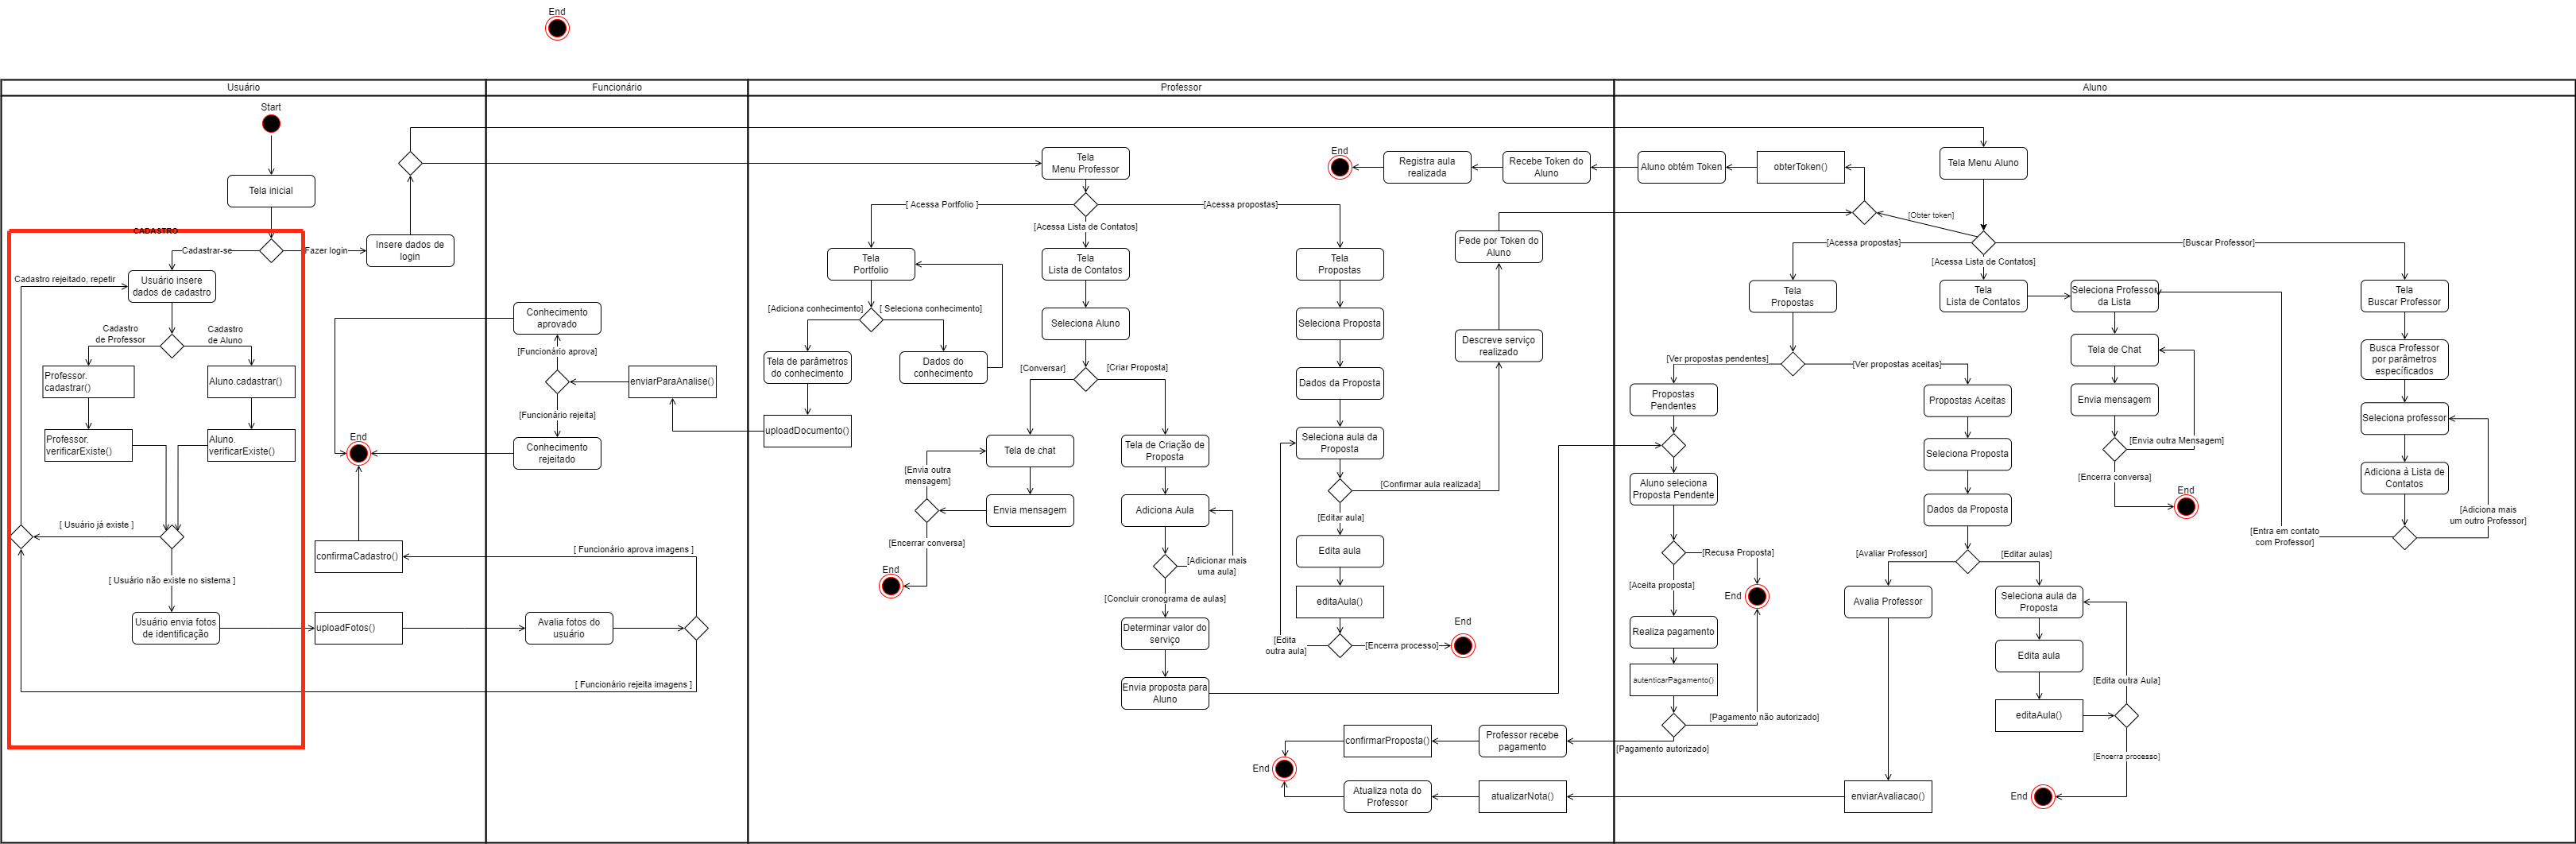 End
Usuário
Funcionário
Professor
Aluno
Start
Tela inicial
CADASTRO
Cadastrar-se
Fazer login
Insere dados de
login
Cadastro rejeitado, repetir
Usuário insere
dados de cadastro
Cadastro
de Professor
Cadastro
de Aluno
Professor.
cadastrar()
Aluno.cadastrar()
Professor.
verificarExiste()
Aluno.
verificarExiste()
[ Usuário já existe ]
[ Usuário não existe no sistema ]
Usuário envia fotos
de identificação
uploadFotos()
confirmaCadastro()
End
Conhecimento
aprovado
[Funcionário aprova]
enviarParaAnalise()
[Funcionário rejeita]
Conhecimento
rejeitado
[ Funcionário aprova imagens ]
Avalia fotos do
usuário
[ Funcionário rejeita imagens ]
Tela
Menu Professor
[ Acessa Portfolio ]
[Acessa Lista de Contatos]
[Acessa propostas]
Tela
Portfolio
[Adiciona conhecimento]
[ Seleciona conhecimento]
Tela de parâmetros
do conhecimento
Dados do
conhecimento
uploadDocumento()
Tela
Lista de Contatos
Seleciona Aluno
[Conversar]
[Criar Proposta]
Tela de chat
[Envia outra
mensagem]
Envia mensagem
[Encerrar conversa]
End
Tela de Criação de
Proposta
Adiciona Aula
[Adicionar mais
uma aula]
[Concluir cronograma de aulas]
Determinar valor do
serviço
Envia proposta para
Aluno
Tela
Propostas
Seleciona Proposta
Dados da Proposta
Seleciona aula da
Proposta
[Confirmar aula realizada]
[Editar aula]
Edita aula
editaAula()
[Edita
outra aula]
[Encerra processo]
End
End
Registra aula
realizada
Recebe Token do
Aluno
Pede por Token do
Aluno
Descreve serviço
realizado
Aluno obtém Token
obterToken()
[Obter token]
Tela Menu Aluno
[Acessa propostas]
[Acessa Lista de Contatos]
[Buscar Professor]
Tela
Propostas
[Ver propostas pendentes]
[Ver propostas aceitas]
Propostas
Pendentes
Aluno seleciona
Proposta Pendente
[Recusa Proposta]
[Aceita proposta]
End
Realiza pagamento
autenticarPagamento()
[Pagamento não autorizado]
[Pagamento autorizado]
Professor recebe
pagamento
confirmarProposta()
End
Atualiza nota do
Professor
atualizarNota()
enviarAvaliacao()
Propostas Aceitas
Seleciona Proposta
Dados da Proposta
[Avaliar Professor]
[Editar aulas]
Avalia Professor
Seleciona aula da
Proposta
Edita aula
editaAula()
[Edita outra Aula]
[Encerra processo]
End
Tela
Lista de Contatos
Seleciona Professor
da Lista
Tela de Chat
Envia mensagem
[Envia outra Mensagem]
[Encerra conversa]
End
Tela
Buscar Professor
Busca Professor
por parâmetros
específicados
Seleciona professor
Adiciona á Lista de
Contatos
[Adiciona mais
um outro Professor]
[Entra em contato
com Professor]